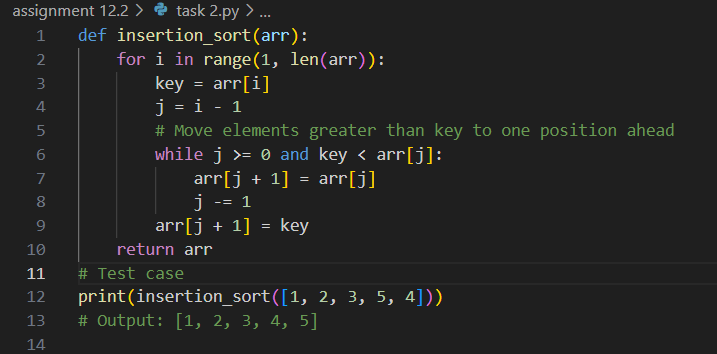 assignment 12.2 > task 2.py > ...
1 def insertion_sort(arr):
2     for i in range(1, len(arr)):
3         key = arr[i]
4         j = i - 1
5         # Move elements greater than key to one position ahead
6         while j >= 0 and key < arr[j]:
7             arr[j + 1] = arr[j]
8             j -= 1
9         arr[j + 1] = key
10     return arr
11 # Test case
12 print(insertion_sort([1, 2, 3, 5, 4]))
13 # Output: [1, 2, 3, 4, 5]
14